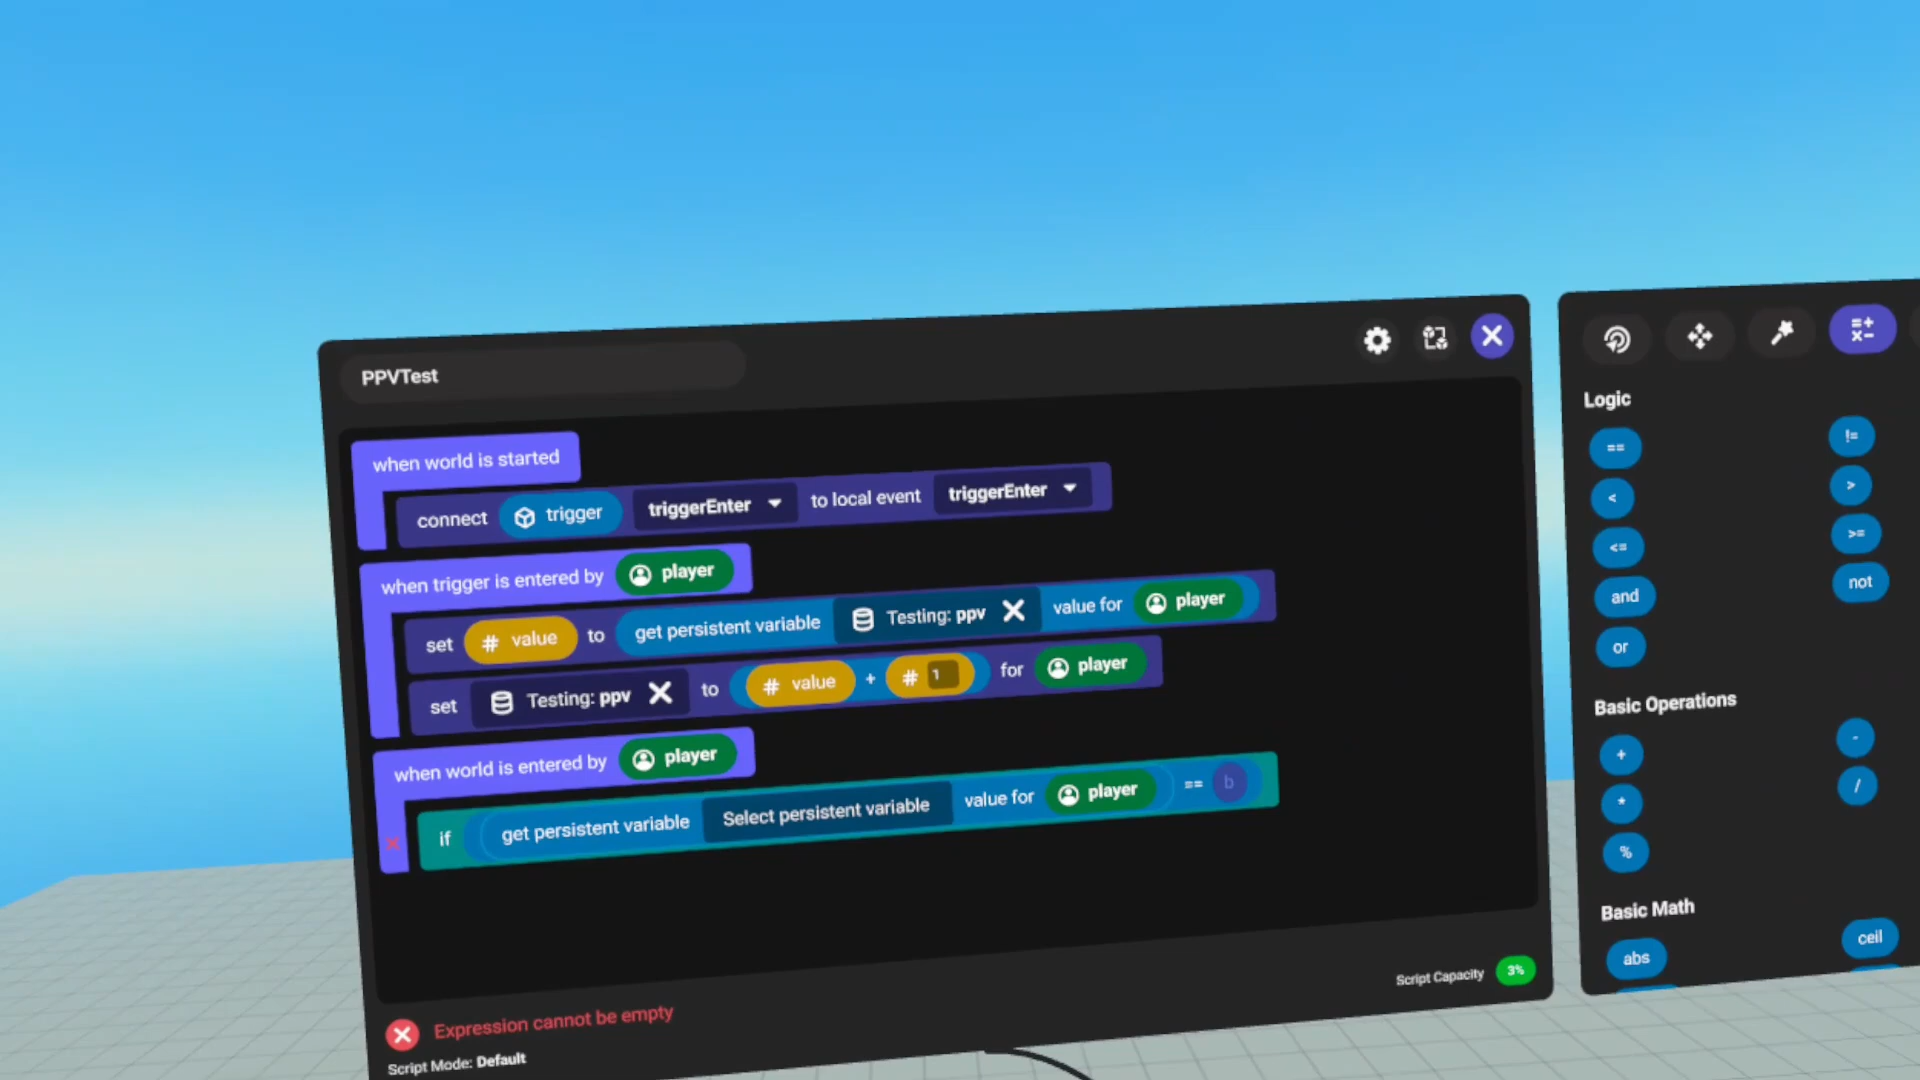 PPVTest
when world is started
connect trigger triggerEnter to local event triggerEnter
when trigger is entered by player
set # value to get persistent variable Testing: ppv value for player
set Testing: ppv to # value + # 1 for player
when world is entered by player
if get persistent variable Select persistent variable value for player == b
Expression cannot be empty
Script Mode: Default
Script Capacity 3%
Logic
== !=
< >
<= >=
and not
or
Basic Operations
+ -
* /
%
Basic Math
abs ceil